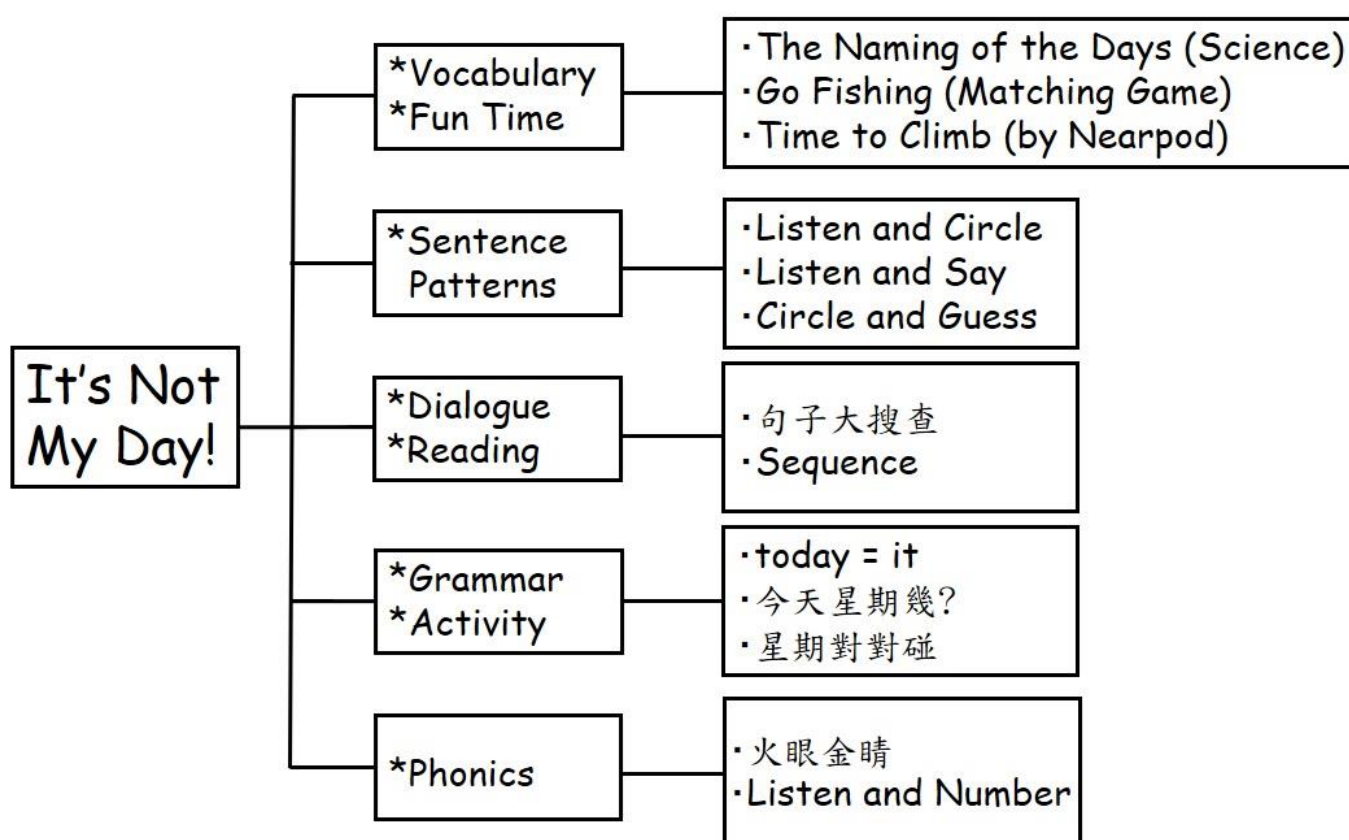 It's Not
My Day!
*Vocabulary
*Fun Time
·The Naming of the Days (Science)
·Go Fishing (Matching Game)
·Time to Climb (by Nearpod)
*Sentence
Patterns
·Listen and Circle
·Listen and Say
·Circle and Guess
*Dialogue
*Reading
·句子大搜查
·Sequence
*Grammar
*Activity
·today = it
·今天星期幾?
·星期對對碰
*Phonics
·火眼金睛
·Listen and Number